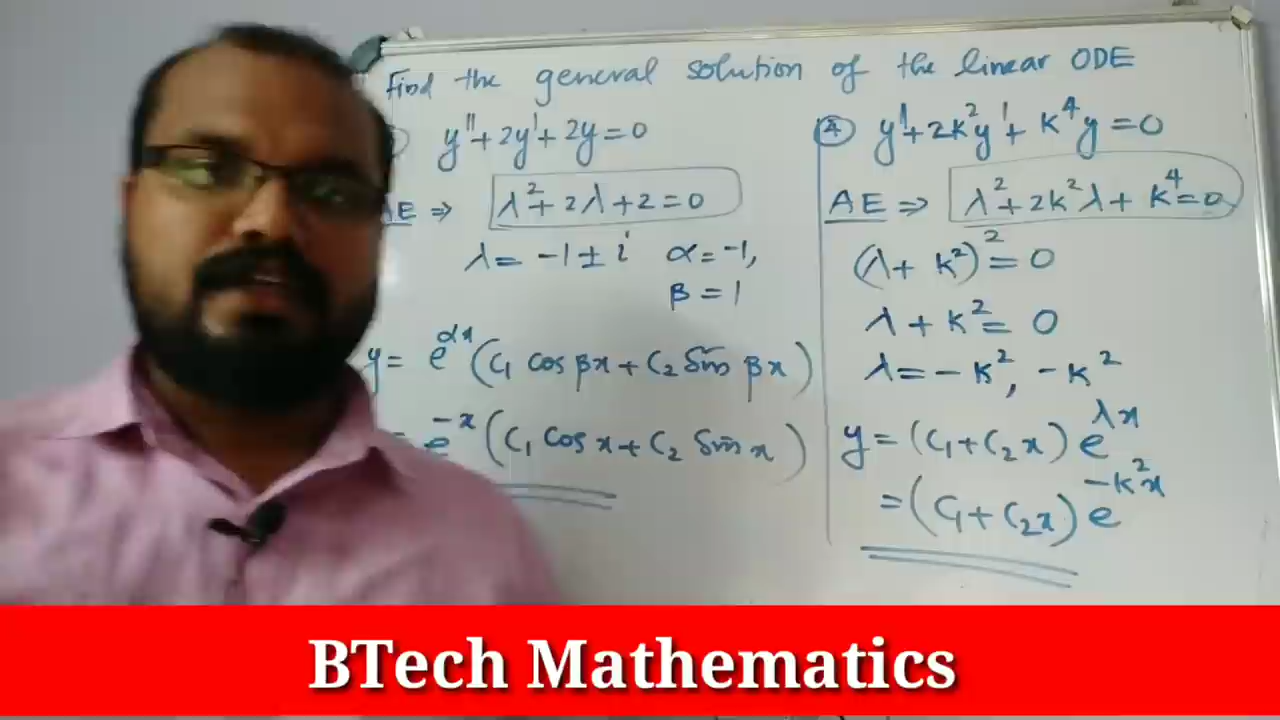 Find the general solution of the linear ODE
y''+2y'+2y=0
AE ⇒ λ²+2λ+2=0
λ= -1±i α=-1,
β=1
y= e^αx (C₁ cos βx+C₂ Sin βx)
= e^-x (C₁ Cos x+C₂ Sin x)
④ y''+2k²y'+ k⁴y=0
AE ⇒ λ²+2k²λ+ k⁴=0
(λ+ k²)²=0
λ+k²= 0
λ=-k², -k²
y=(C₁+C₂x) e^λx
=(C₁+C₂x) e^-k²x
BTech Mathematics